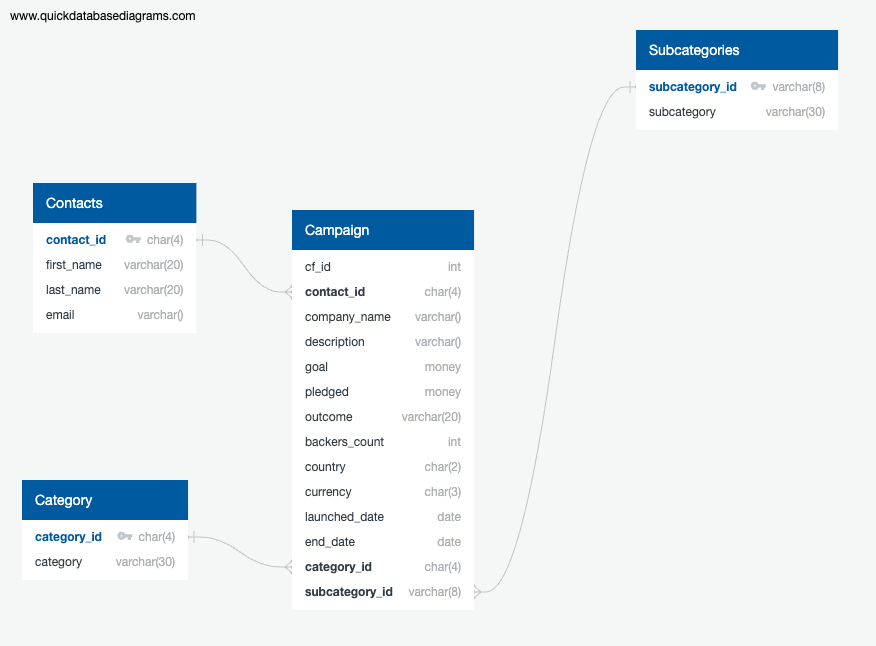 www.quickdatabasediagrams.com
Subcategories
subcategory_id varchar(8)
subcategory varchar(30)
Contacts
contact_id char(4)
first_name varchar(20)
last_name varchar(20)
email varchar()
Campaign
cf_id int
contact_id char(4)
company_name varchar()
description varchar()
goal money
pledged money
outcome varchar(20)
backers_count int
country char(2)
currency char(3)
launched_date date
end_date date
category_id char(4)
subcategory_id varchar(8)
Category
category_id char(4)
category varchar(30)